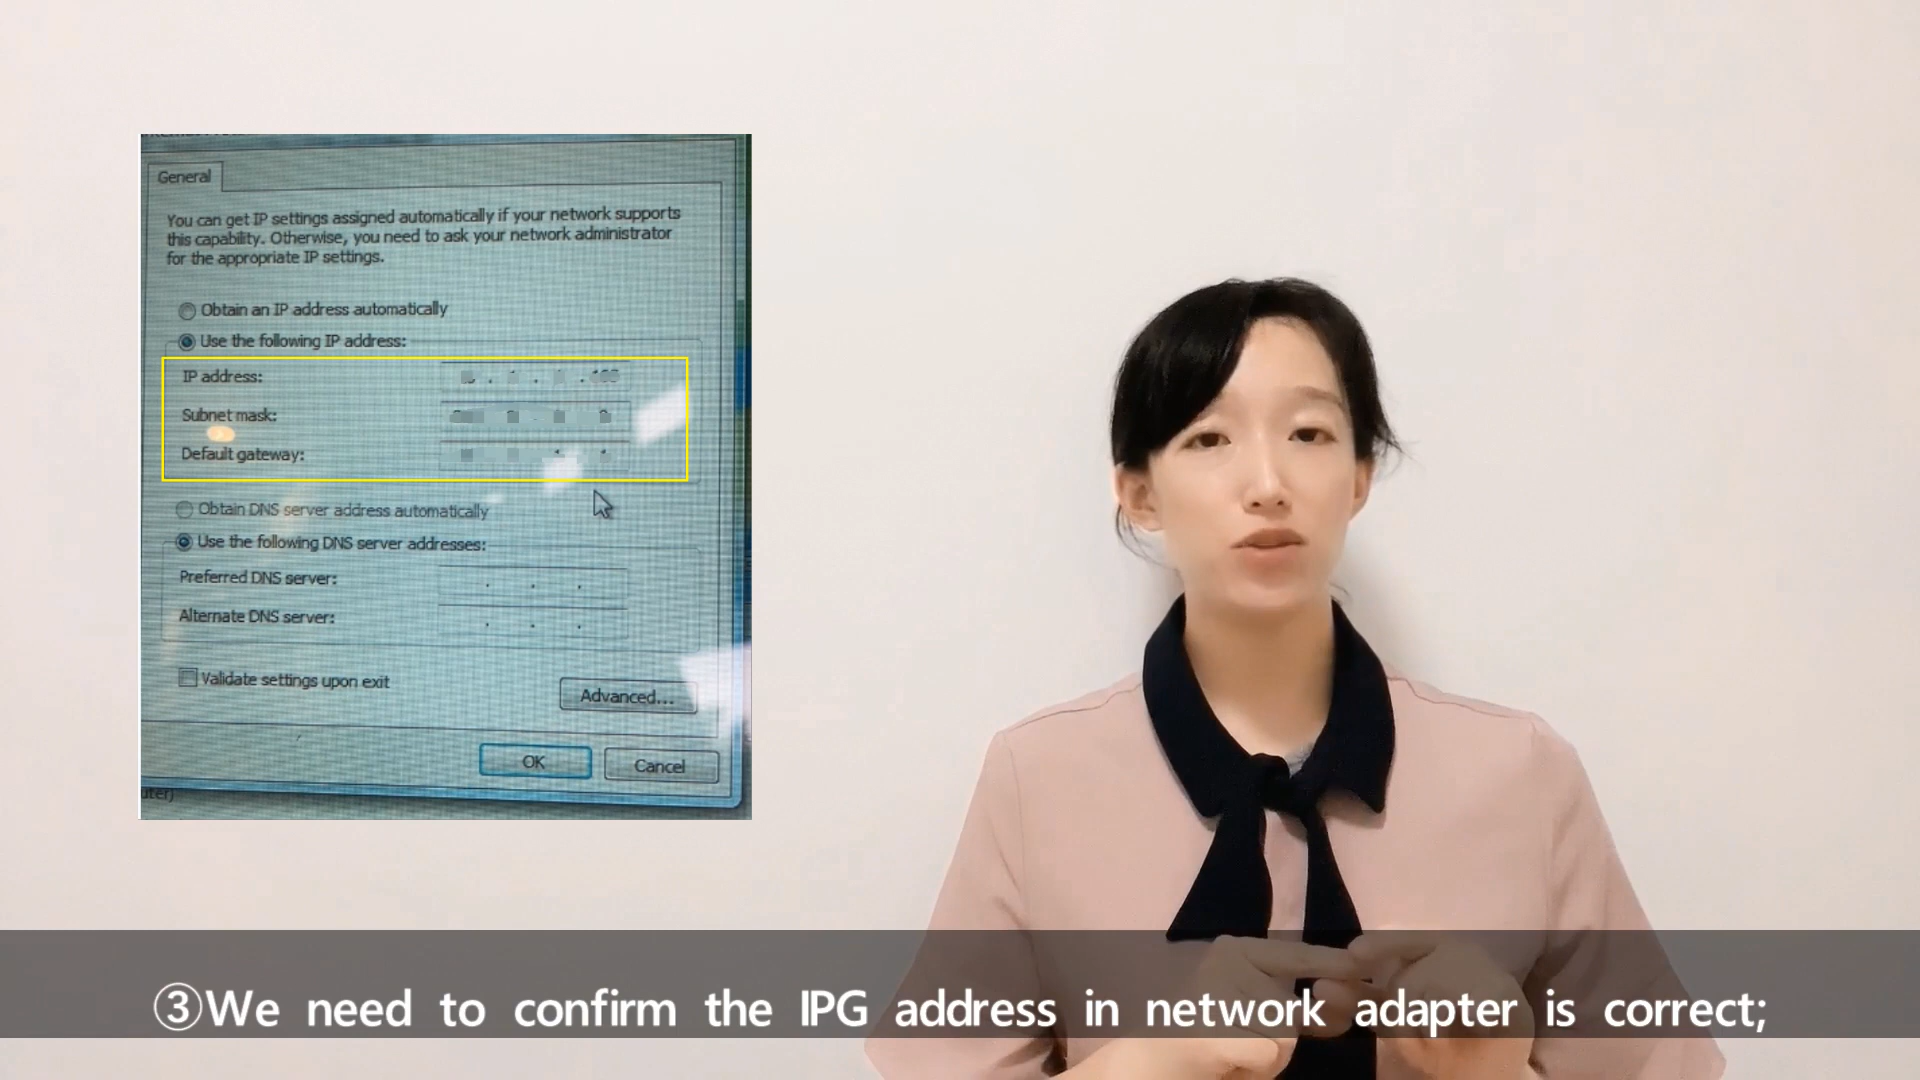 General
You can get IP settings assigned automatically if your network supports
this capability. Otherwise, you need to ask your network administrator
for the appropriate IP settings.
Obtain an IP address automatically
Use the following IP address:
IP address:
Subnet mask:
Default gateway:
Obtain DNS server address automatically
Use the following DNS server addresses:
Preferred DNS server:
Alternate DNS server:
Validate settings upon exit
Advanced...
OK
Cancel
③We need to confirm the IPG address in network adapter is correct;